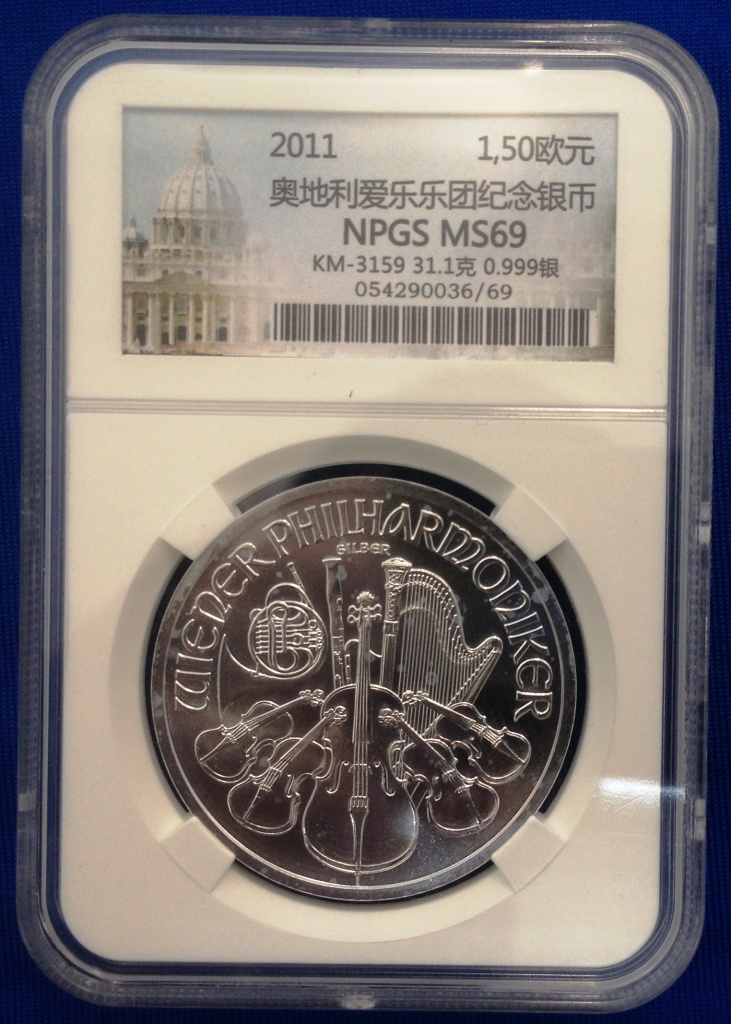 2011 1,50欧元
奥地利爱乐乐团纪念银币
NPGS MS69
KM-3159 31.1克 0.999银
054290036/69
WIENER PHILHARMONIKER
SILBER